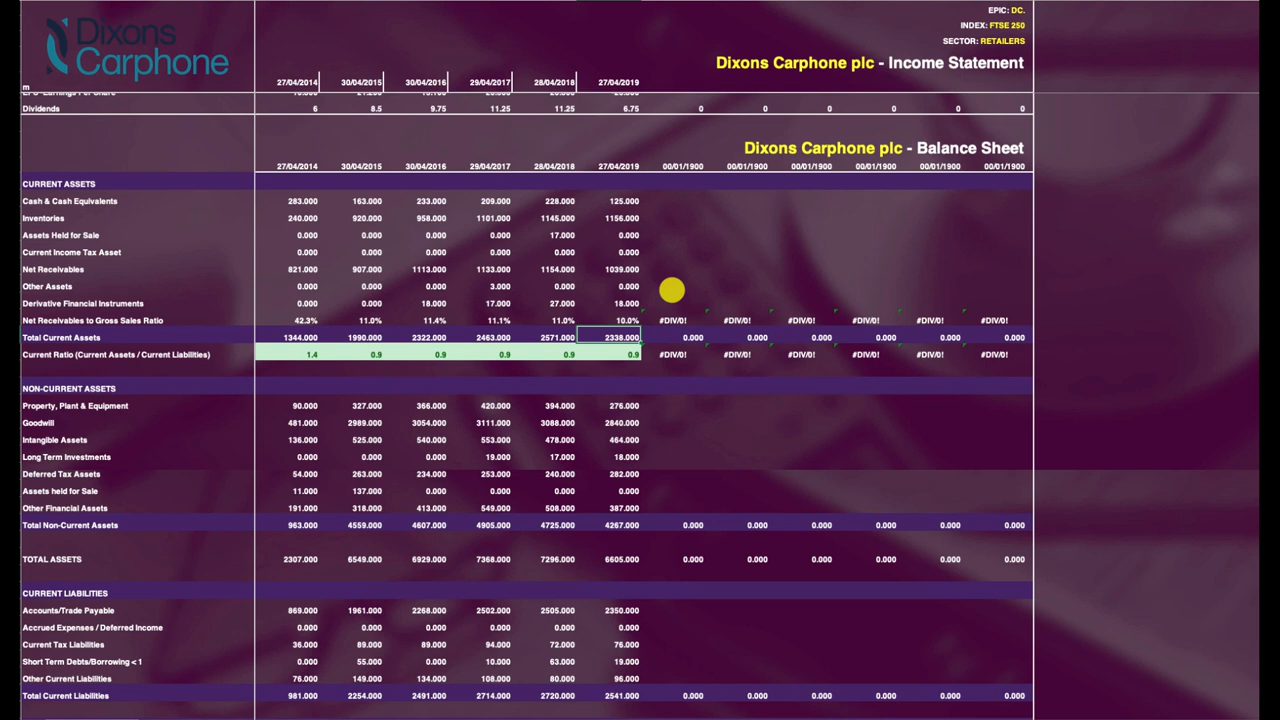 Dixons
Carphone
EPIC: DC.
INDEX: FTSE 250
SECTOR: RETAILERS
Dixons Carphone plc - Income Statement
m 27/04/2014 30/04/2015 30/04/2016 29/04/2017 28/04/2018 27/04/2019
Dividends 6 8.5 9.75 11.25 11.25 6.75 0 0 0 0 0 0
Dixons Carphone plc - Balance Sheet
27/04/2014 30/04/2015 30/04/2016 29/04/2017 28/04/2018 27/04/2019 00/01/1900 00/01/1900 00/01/1900 00/01/1900 00/01/1900 00/01/1900
CURRENT ASSETS
Cash & Cash Equivalents 283.000 163.000 233.000 209.000 228.000 125.000
Inventories 240.000 920.000 958.000 1101.000 1145.000 1156.000
Assets Held for Sale 0.000 0.000 0.000 0.000 17.000 0.000
Current Income Tax Asset 0.000 0.000 0.000 0.000 0.000 0.000
Net Receivables 821.000 907.000 1113.000 1133.000 1154.000 1039.000
Other Assets 0.000 0.000 0.000 3.000 0.000 0.000
Derivative Financial Instruments 0.000 0.000 18.000 17.000 27.000 18.000
Net Receivables to Gross Sales Ratio 42.3% 11.0% 11.4% 11.1% 11.0% 10.0% #DIV/0! #DIV/0! #DIV/0! #DIV/0! #DIV/0! #DIV/0!
Total Current Assets 1344.000 1990.000 2322.000 2463.000 2571.000 2338.000 0.000 0.000 0.000 0.000 0.000 0.000
Current Ratio (Current Assets / Current Liabilities) 1.4 0.9 0.9 0.9 0.9 0.9 #DIV/0! #DIV/0! #DIV/0! #DIV/0! #DIV/0! #DIV/0!
NON-CURRENT ASSETS
Property, Plant & Equipment 90.000 327.000 366.000 420.000 394.000 276.000
Goodwill 481.000 2989.000 3054.000 3111.000 3088.000 2840.000
Intangible Assets 136.000 525.000 540.000 553.000 478.000 464.000
Long Term Investments 0.000 0.000 0.000 19.000 17.000 18.000
Deferred Tax Assets 54.000 263.000 234.000 253.000 240.000 282.000
Assets held for Sale 11.000 137.000 0.000 0.000 0.000 0.000
Other Financial Assets 191.000 318.000 413.000 549.000 508.000 387.000
Total Non-Current Assets 963.000 4559.000 4607.000 4905.000 4725.000 4267.000 0.000 0.000 0.000 0.000 0.000 0.000
TOTAL ASSETS 2307.000 6549.000 6929.000 7368.000 7296.000 6605.000 0.000 0.000 0.000 0.000 0.000 0.000
CURRENT LIABILITIES
Accounts/Trade Payable 869.000 1961.000 2268.000 2502.000 2505.000 2350.000
Accrued Expenses / Deferred Income 0.000 0.000 0.000 0.000 0.000 0.000
Current Tax Liabilities 36.000 89.000 89.000 94.000 72.000 76.000
Short Term Debts/Borrowing < 1 0.000 55.000 0.000 10.000 63.000 19.000
Other Current Liabilities 76.000 149.000 134.000 108.000 80.000 96.000
Total Current Liabilities 981.000 2254.000 2491.000 2714.000 2720.000 2541.000 0.000 0.000 0.000 0.000 0.000 0.000